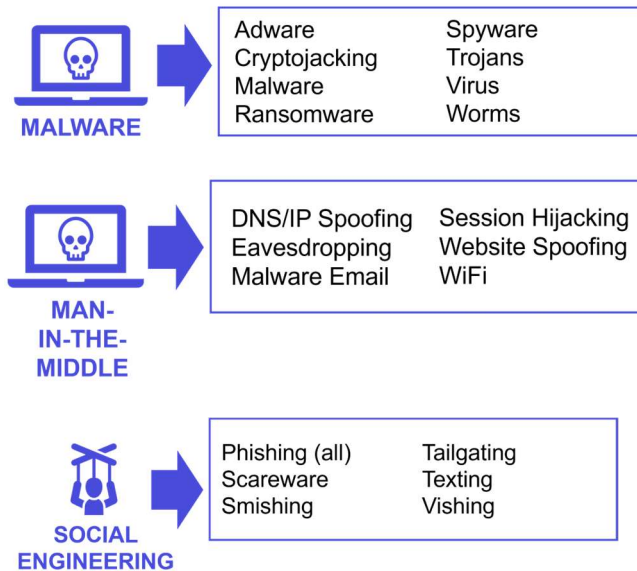 MALWARE
Adware
Cryptojacking
Malware
Ransomware
Spyware
Trojans
Virus
Worms
MAN-
IN-THE-
MIDDLE
DNS/IP Spoofing
Eavesdropping
Malware Email
Session Hijacking
Website Spoofing
WiFi
SOCIAL
ENGINEERING
Phishing (all)
Scareware
Smishing
Tailgating
Texting
Vishing